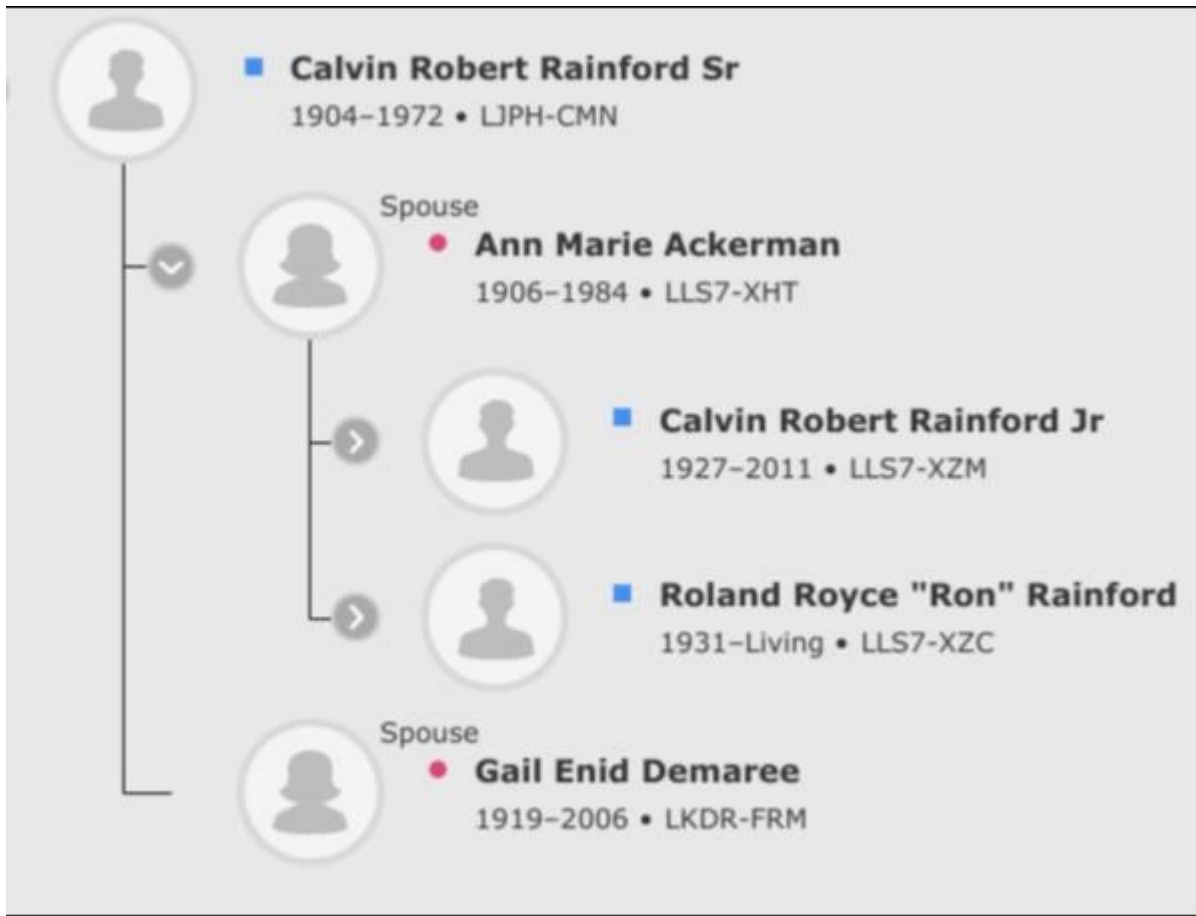 Calvin Robert Rainford Sr
1904–1972 • LJPH-CMN
Spouse
Ann Marie Ackerman
1906–1984 • LLS7-XHT
Calvin Robert Rainford Jr
1927–2011 • LLS7-XZM
Roland Royce "Ron" Rainford
1931–Living • LLS7-XZC
Spouse
Gail Enid Demaree
1919–2006 • LKDR-FRM